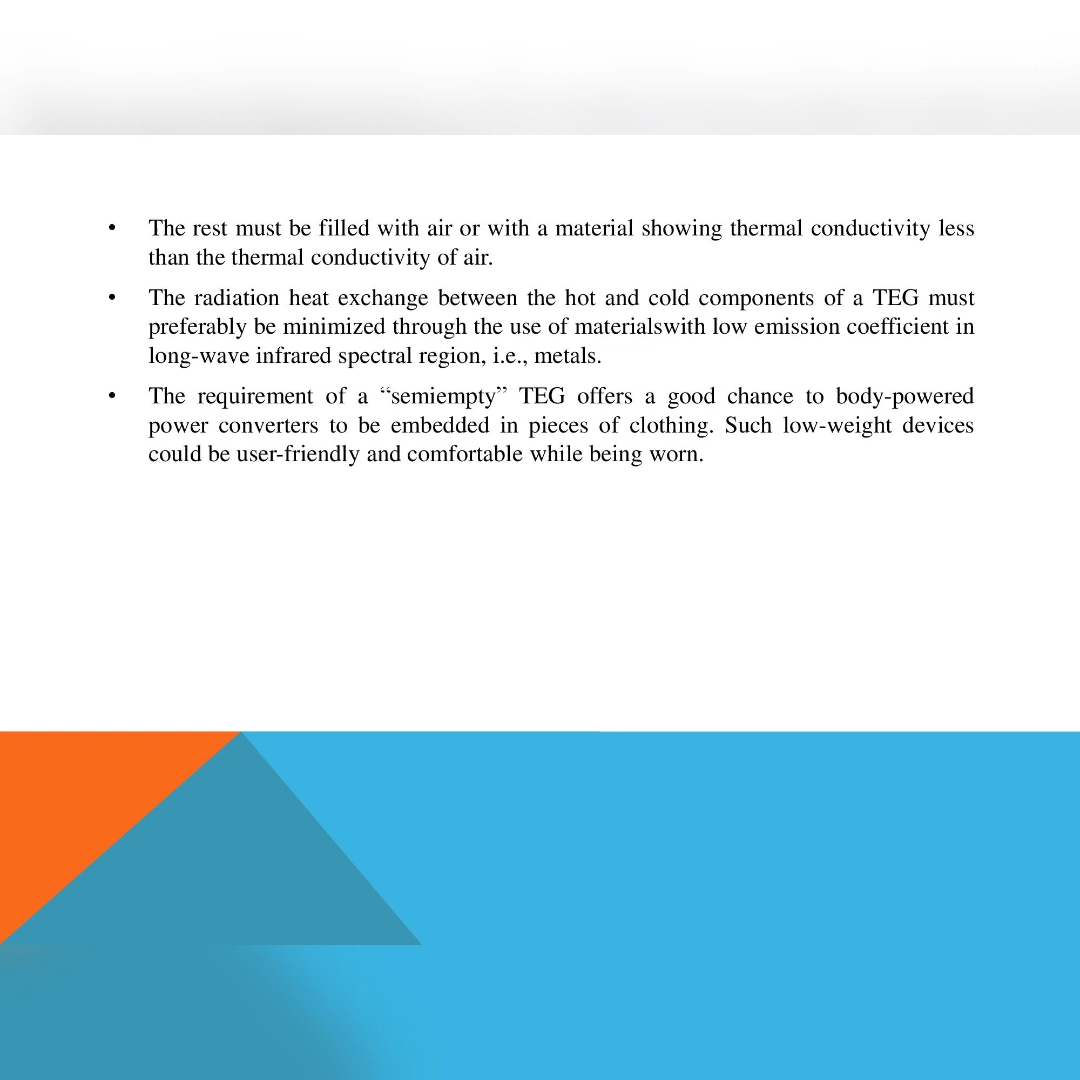 • The rest must be filled with air or with a material showing thermal conductivity less
than the thermal conductivity of air.
• The radiation heat exchange between the hot and cold components of a TEG must
preferably be minimized through the use of materialswith low emission coefficient in
long-wave infrared spectral region, i.e., metals.
• The requirement of a “semiempty” TEG offers a good chance to body-powered
power converters to be embedded in pieces of clothing. Such low-weight devices
could be user-friendly and comfortable while being worn.